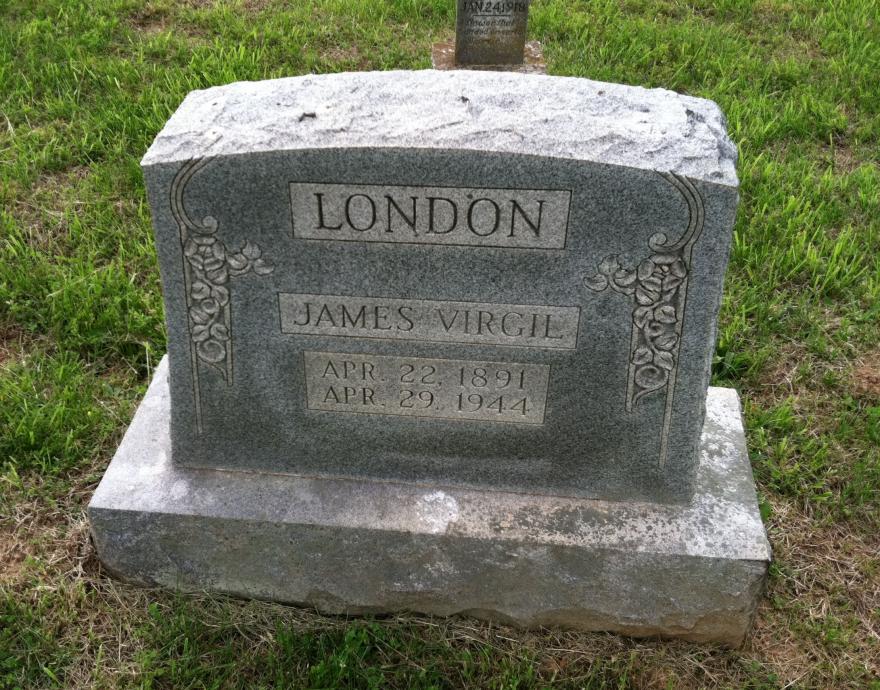 JAN.24,1918
LONDON
JAMES VIRGIL
APR. 22, 1891
APR. 29, 1944